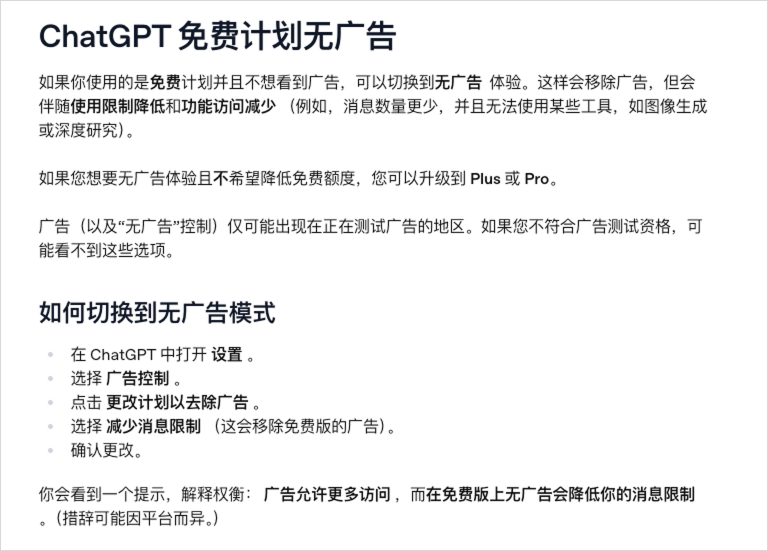 ChatGPT 免费计划无广告
如果你使用的是免费计划并且不想看到广告，可以切换到无广告 体验。这样会移除广告，但会
伴随使用限制降低和功能访问减少 （例如，消息数量更少，并且无法使用某些工具，如图像生成
或深度研究）。
如果您想要无广告体验且不希望降低免费额度，您可以升级到 Plus 或 Pro。
广告（以及“无广告”控制）仅可能出现在正在测试广告的地区。如果您不符合广告测试资格，可
能看不到这些选项。
如何切换到无广告模式
在 ChatGPT 中打开 设置 。
选择 广告控制 。
点击 更改计划以去除广告 。
选择 减少消息限制 （这会移除免费版的广告）。
确认更改。
你会看到一个提示，解释权衡： 广告允许更多访问 ，而在免费版上无广告会降低你的消息限制
。（措辞可能因平台而异。）